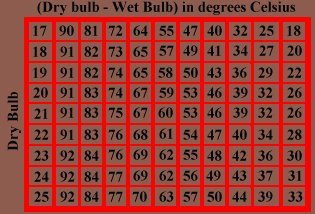 (Dry bulb - Wet Bulb) in degrees Celsius
Dry Bulb
17 90 81 72 64 55 47 40 32 25 18
18 91 82 73 65 57 49 41 34 27 20
19 91 82 74 65 58 50 43 36 29 22
20 91 83 74 67 59 53 46 39 32 26
21 91 83 75 67 60 53 46 39 32 26
22 91 83 76 68 61 54 47 40 34 28
23 92 84 76 69 62 55 48 42 36 30
24 92 84 77 69 62 56 49 43 37 31
25 92 84 77 70 63 57 50 44 39 33